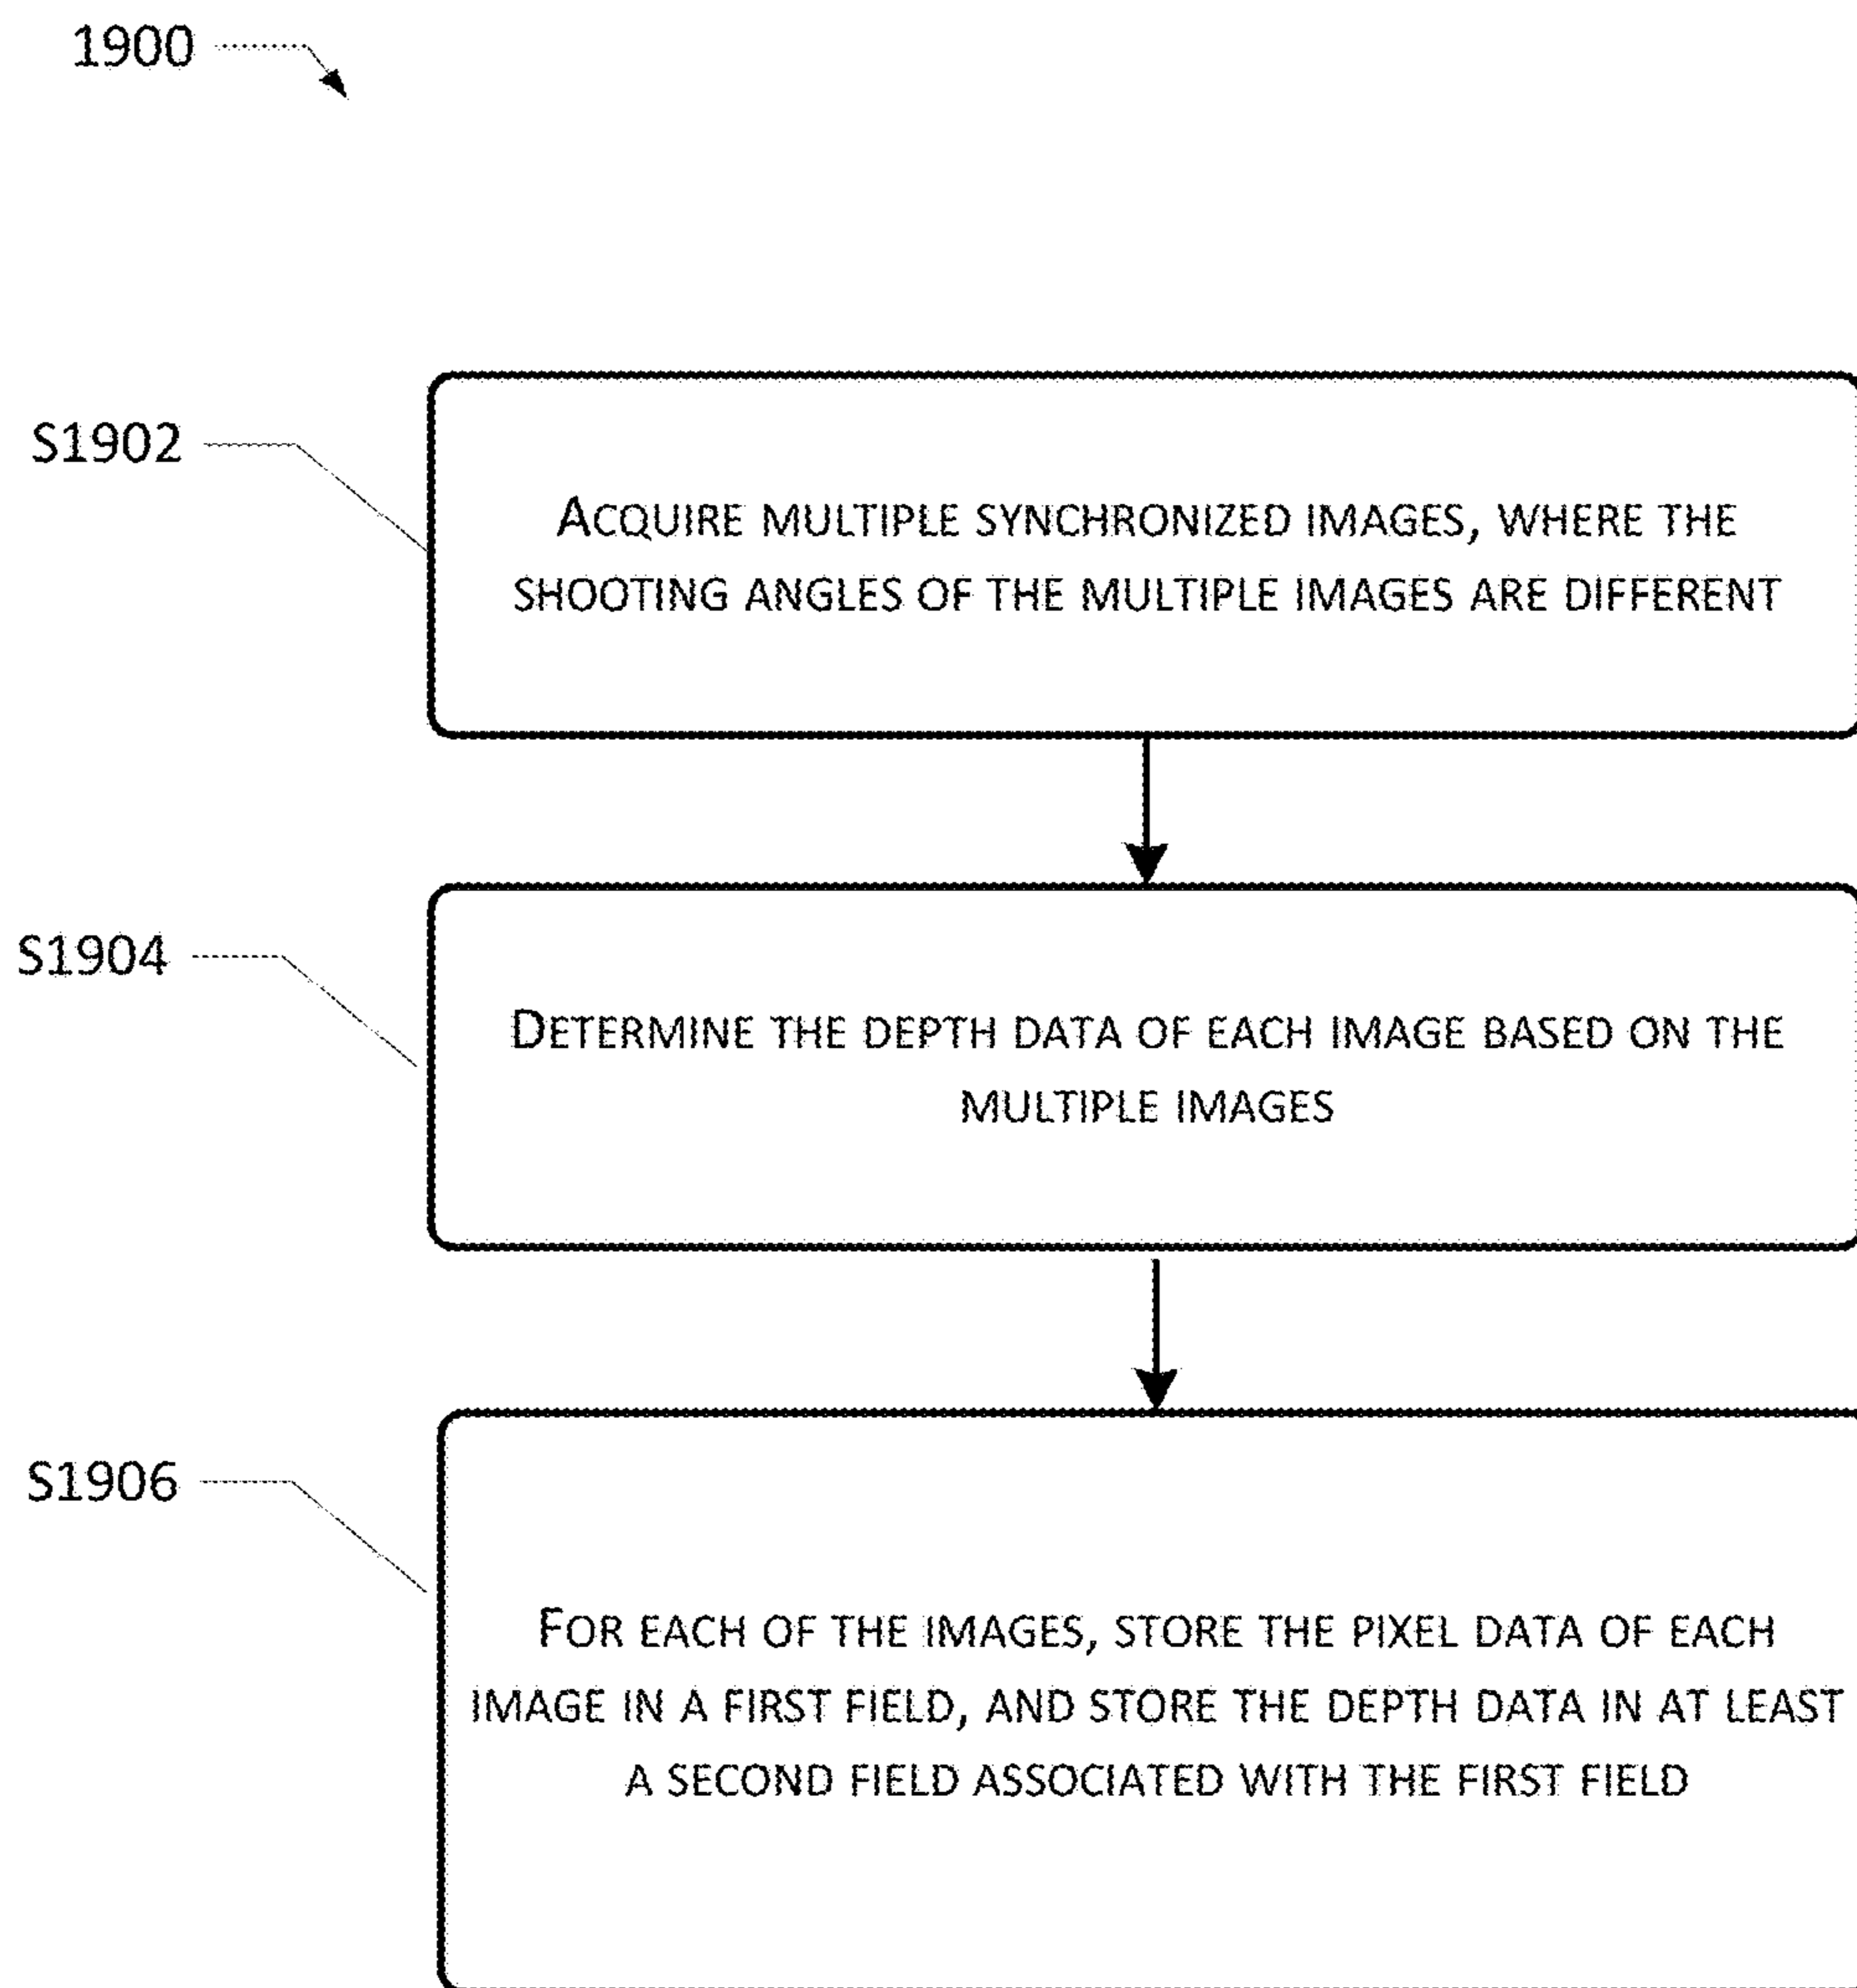 1900
S1902
ACQUIRE MULTIPLE SYNCHRONIZED IMAGES, WHERE THE
SHOOTING ANGLES OF THE MULTIPLE IMAGES ARE DIFFERENT
S1904
DETERMINE THE DEPTH DATA OF EACH IMAGE BASED ON THE
MULTIPLE IMAGES
S1906
FOR EACH OF THE IMAGES, STORE THE PIXEL DATA OF EACH
IMAGE IN A FIRST FIELD, AND STORE THE DEPTH DATA IN AT LEAST
A SECOND FIELD ASSOCIATED WITH THE FIRST FIELD